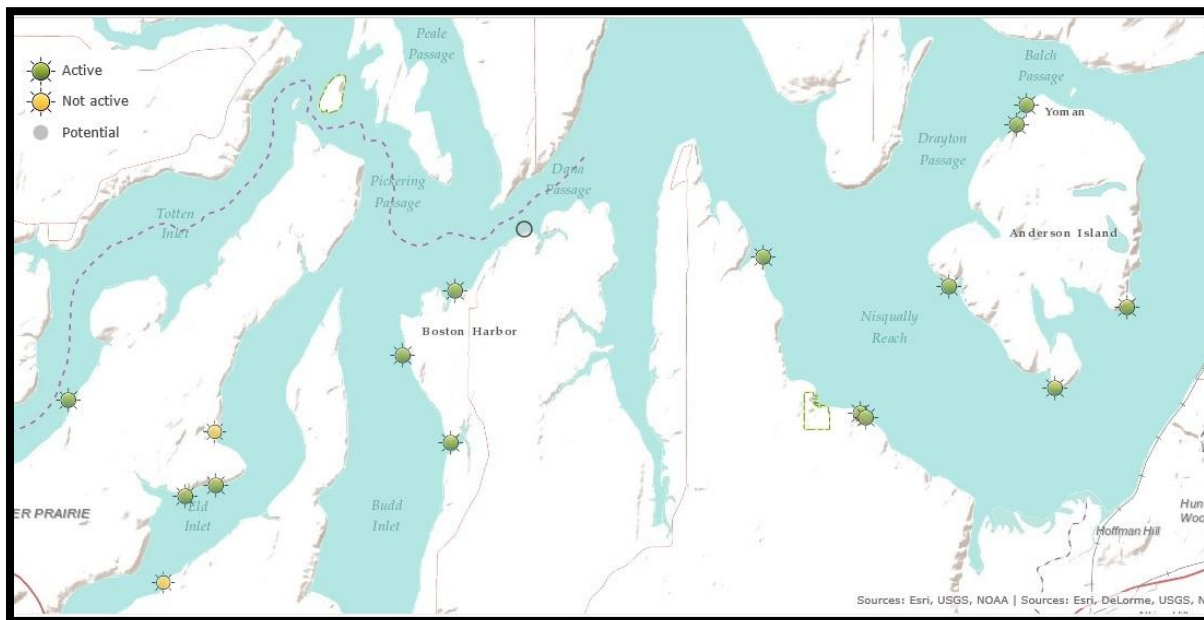 Active
Not active
Potential
Peale
Passage
Balch
Passage
Yoman
Drayton
Passage
Dana
Passage
Pickering
Passage
Totten
Inlet
Anderson Island
Nisqually
Reach
Boston Harbor
Eld
Inlet
Budd
Inlet
ER PRAIRIE
Hun
Woo
Hoffman Hill
Sources: Esri, USGS, NOAA | Sources: Esri, DeLorme, USGS, N